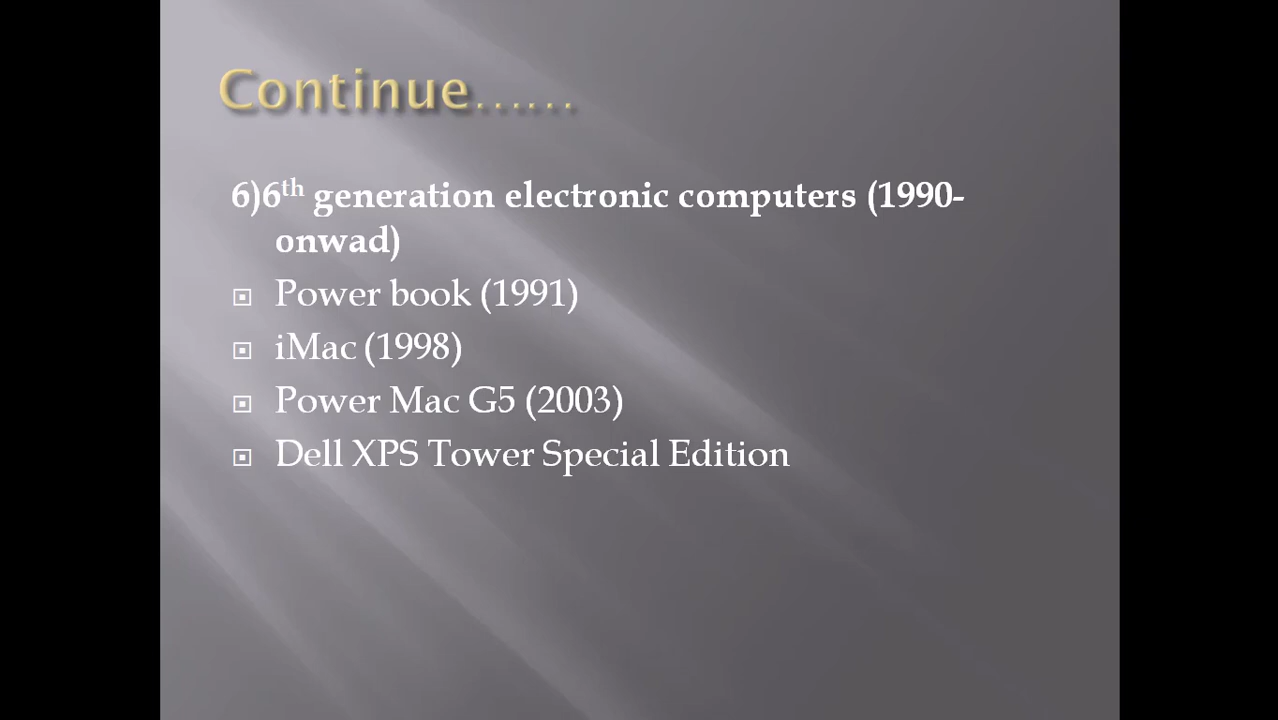 Continue......
6)6th generation electronic computers (1990-
onwad)
Power book (1991)
iMac (1998)
Power Mac G5 (2003)
Dell XPS Tower Special Edition